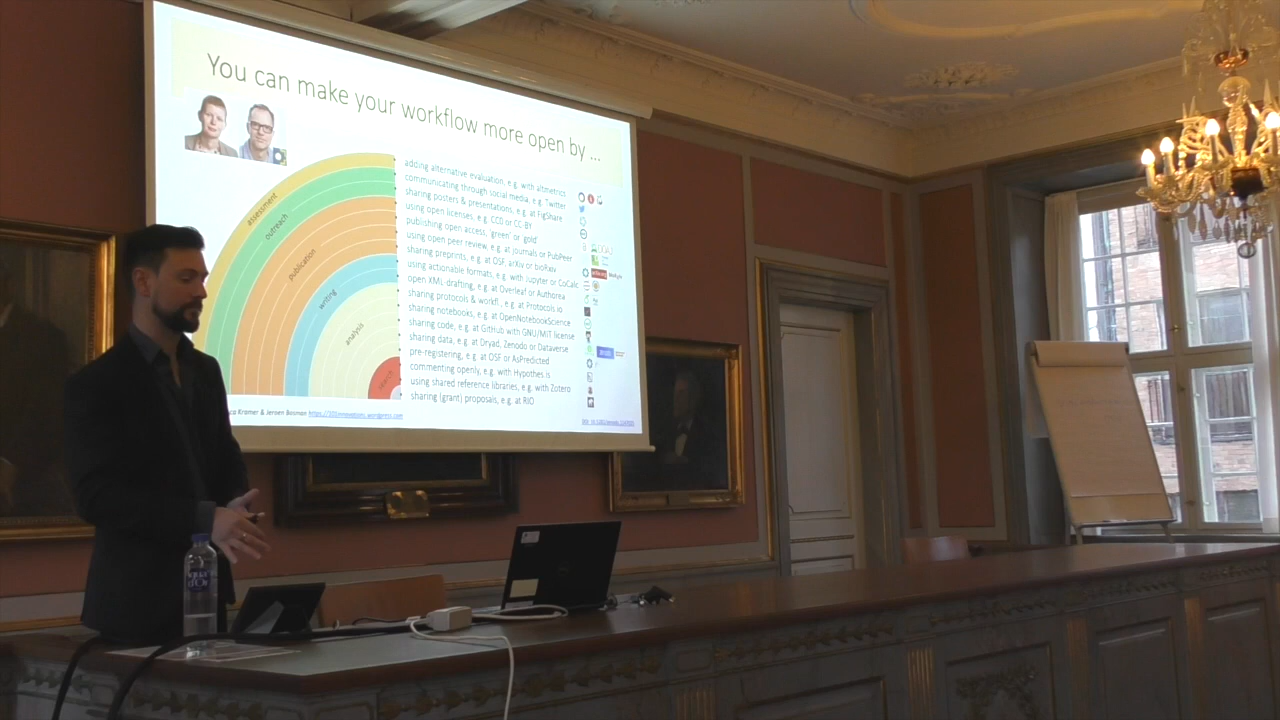 You can make your workflow more open by ...
adding alternative evaluation, e.g. with altmetrics
communicating through social media, e.g. Twitter
sharing posters & presentations, e.g. at FigShare
using open licenses, e.g. CC0 or CC-BY
publishing open access, 'green' or 'gold'
using open peer review, e.g. at journals or PubPeer
sharing preprints, e.g. at OSF, arXiv or bioRxiv
using actionable formats, e.g. with Jupyter or CoCalc
open XML-drafting, e.g. at Overleaf or Authorea
sharing protocols & workfl., e.g. at Protocols.io
sharing notebooks, e.g. at OpenNotebookScience
sharing code, e.g. at GitHub with GNU/MIT license
sharing data, e.g. at Dryad, Zenodo or Dataverse
pre-registering, e.g. at OSF or AsPredicted
commenting openly, e.g. with Hypothes.is
using shared reference libraries, e.g. with Zotero
sharing (grant) proposals, e.g. at RIO
assessment
outreach
publication
writing
analysis
Kramer & Jeroen Bosman https://101innovations.wordpress.com